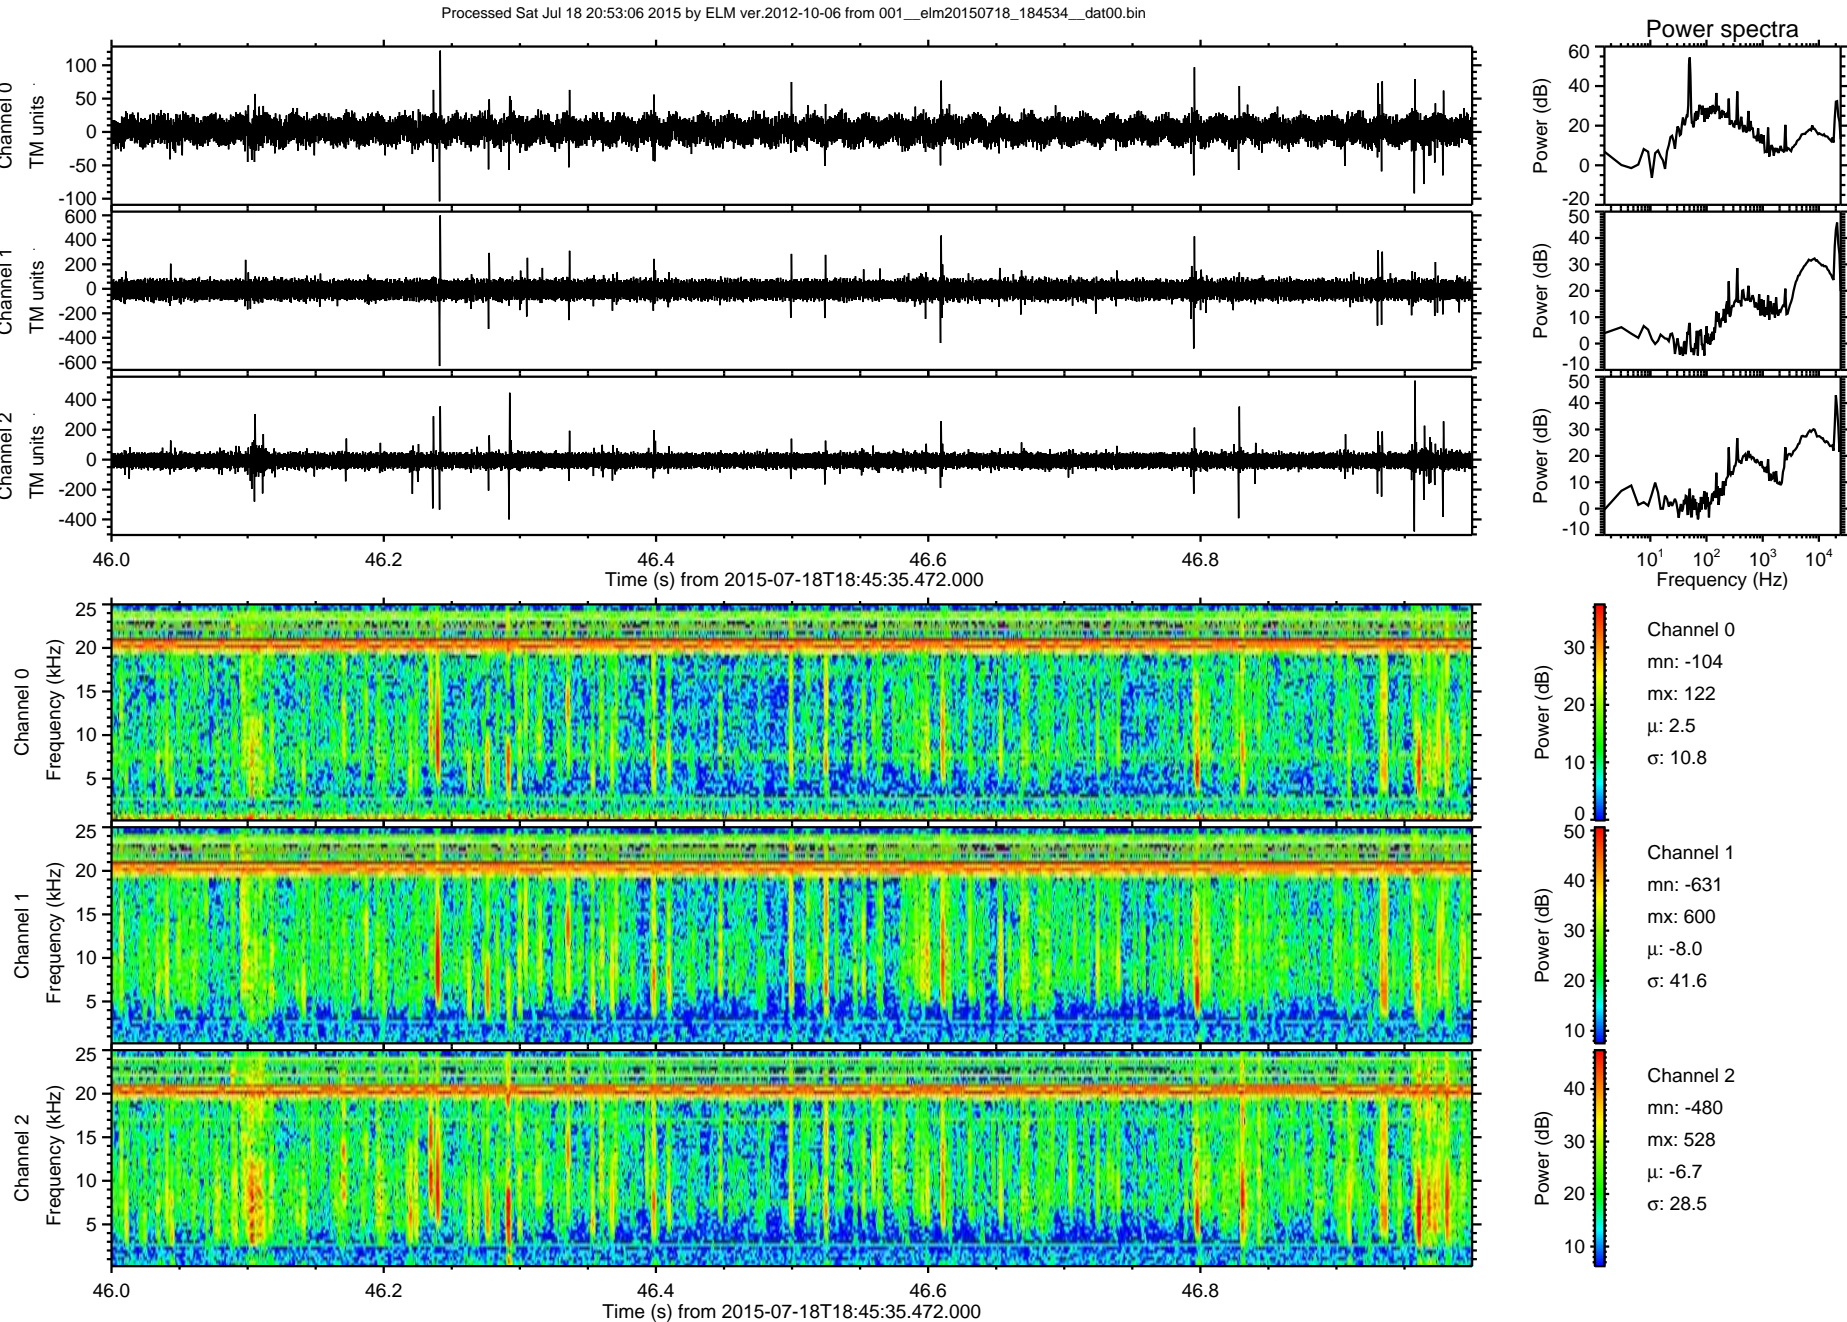 Processed Sat Jul 18 20:53:06 2015 by ELM ver.2012-10-06 from 001__elm20150718_184534__dat00.bin
Power spectra
Channel 0
TM units
100
50
0
-50
-100
Power (dB)
60
40
20
0
-20
Channel 1
TM units
600
400
200
0
-200
-400
-600
Power (dB)
50
40
30
20
10
0
-10
Channel 2
TM units
400
200
0
-200
-400
Power (dB)
50
40
30
20
10
0
-10
46.0 46.2 46.4 46.6 46.8
Time (s) from 2015-07-18T18:45:35.472.000
10^1 10^2 10^3 10^4
Frequency (Hz)
Channel 0
Frequency (kHz)
25
20
15
10
5
Power (dB)
30
20
10
0
Channel 0
mn: -104
mx: 122
μ: 2.5
σ: 10.8
Channel 1
Frequency (kHz)
25
20
15
10
5
Power (dB)
50
40
30
20
10
Channel 1
mn: -631
mx: 600
μ: -8.0
σ: 41.6
Channel 2
Frequency (kHz)
25
20
15
10
5
Power (dB)
40
30
20
10
Channel 2
mn: -480
mx: 528
μ: -6.7
σ: 28.5
46.0 46.2 46.4 46.6 46.8
Time (s) from 2015-07-18T18:45:35.472.000